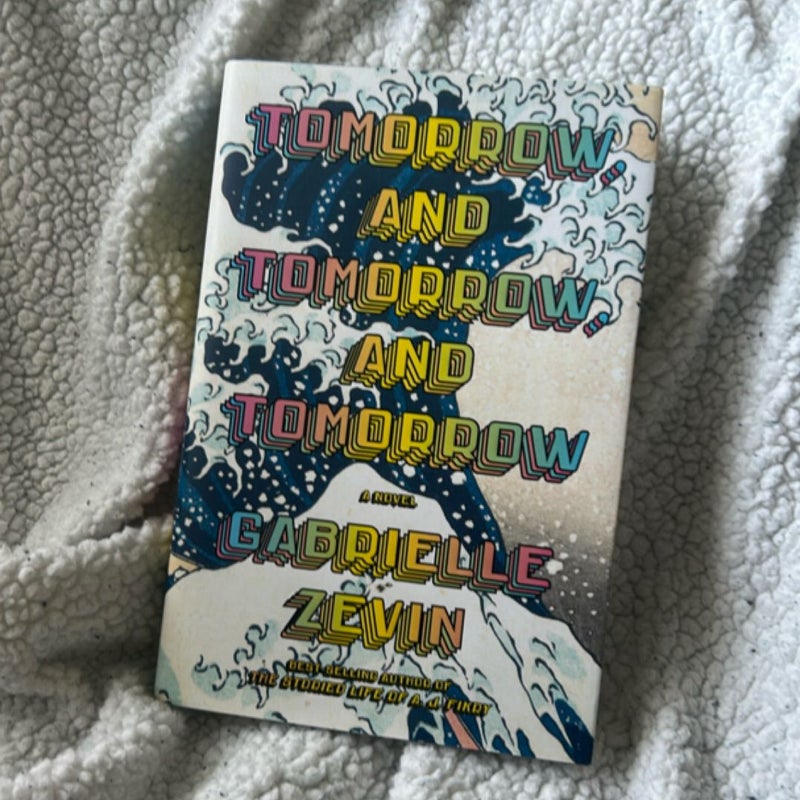 TOMORROW,
AND
TOMORROW,
AND
TOMORROW
A NOVEL
GABRIELLE
ZEVIN
BEST-SELLING AUTHOR OF
THE STORIED LIFE OF A. J. FIKRY